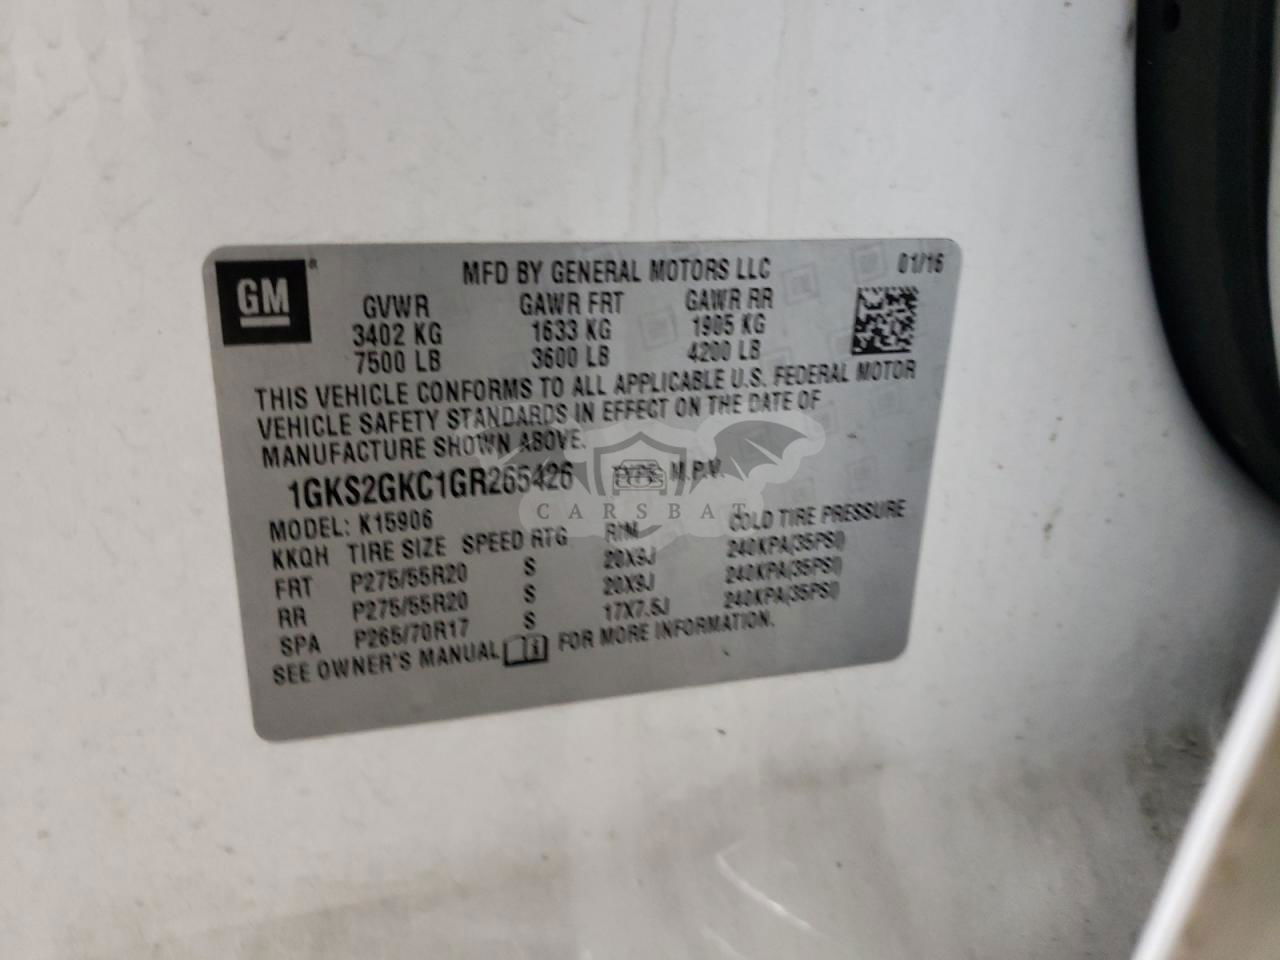 GM®
MFD BY GENERAL MOTORS LLC 01/16
GVWR GAWR FRT GAWR RR
3402 KG 1633 KG 1905 KG
7500 LB 3600 LB 4200 LB
THIS VEHICLE CONFORMS TO ALL APPLICABLE U.S. FEDERAL MOTOR
VEHICLE SAFETY STANDARDS IN EFFECT ON THE DATE OF
MANUFACTURE SHOWN ABOVE.
1GKS2GKC1GR265426 TYPE: M.P.V.
CARSBAT
MODEL: K15906
KKQH TIRE SIZE SPEED RTG RIM COLD TIRE PRESSURE
FRT P275/55R20 S 20X9J 240KPA(35PSI)
RR P275/55R20 S 20X9J 240KPA(35PSI)
SPA P265/70R17 S 17X7.5J 240KPA(35PSI)
SEE OWNER'S MANUAL FOR MORE INFORMATION.